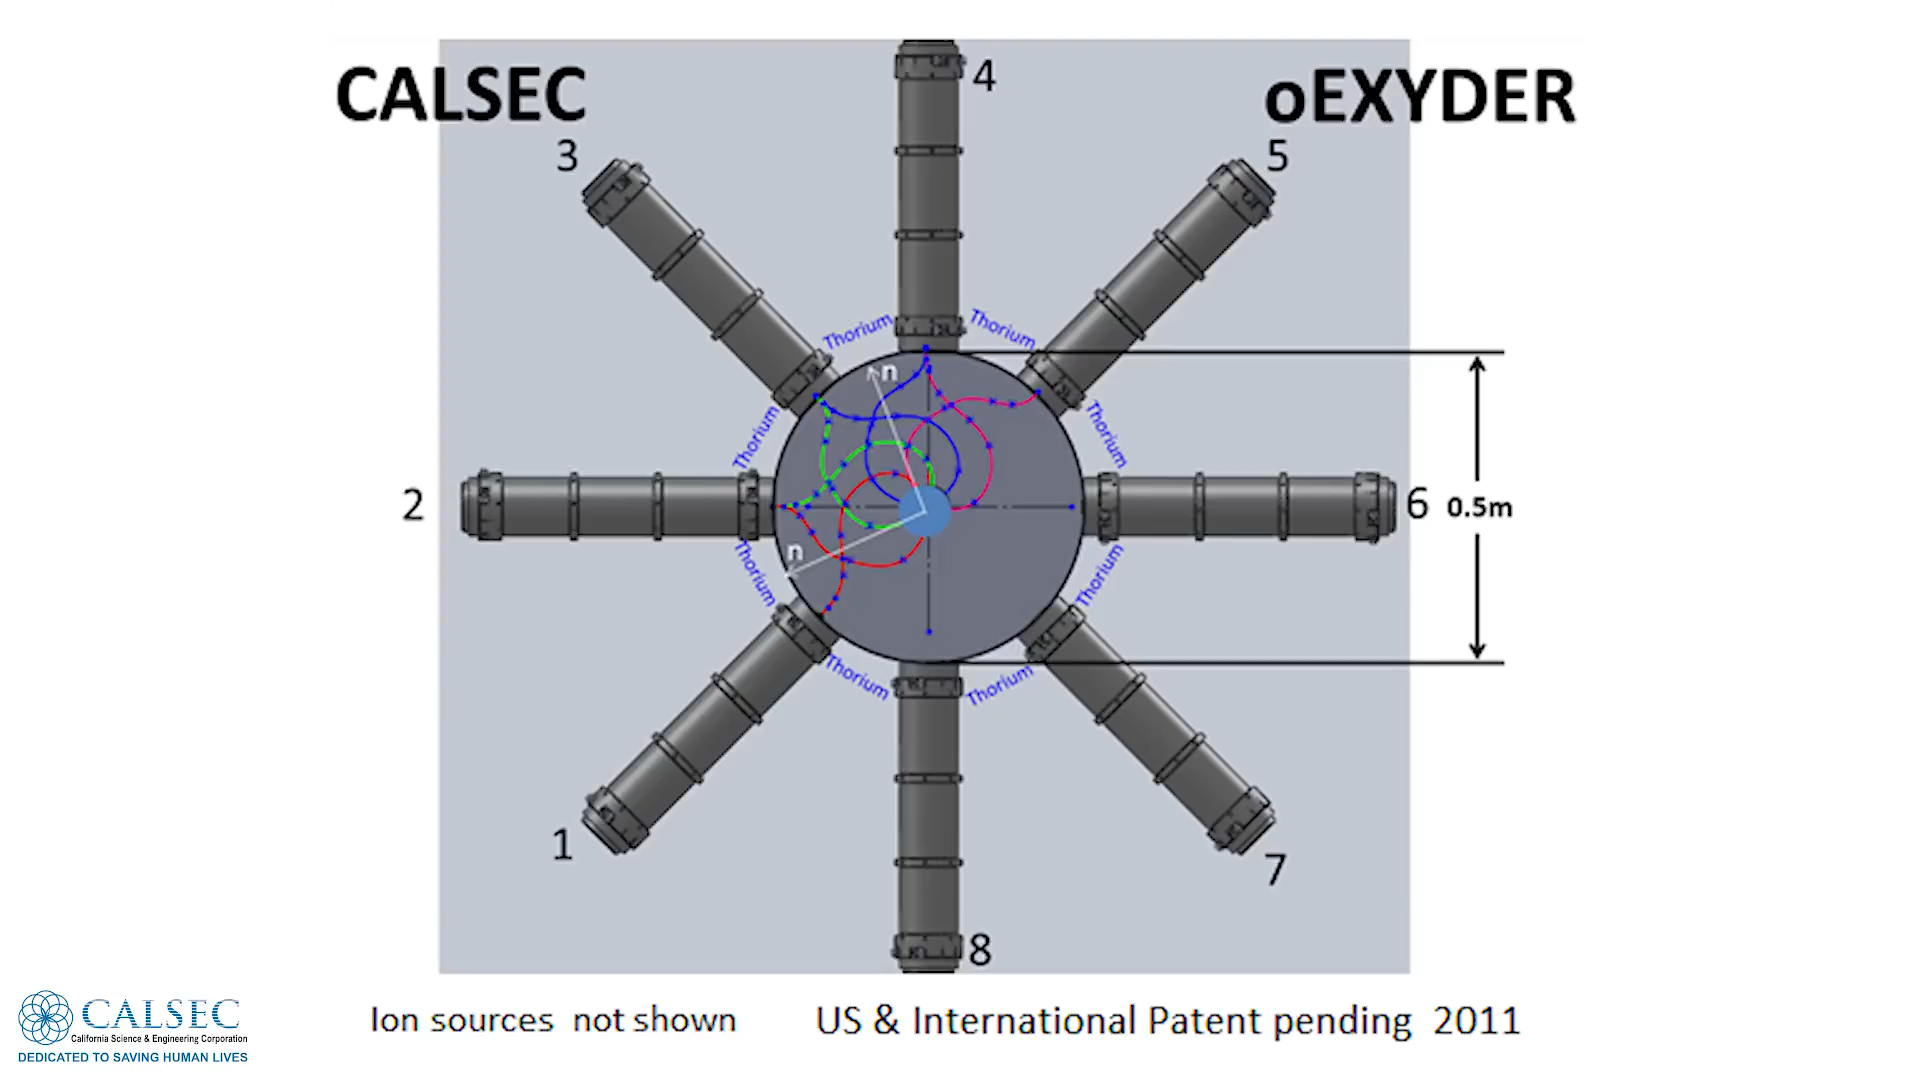 CALSEC
oEXYDER
4
3
5
Thorium
Thorium
n
Thorium
Thorium
2
6
0.5m
n
Thorium
Thorium
Thorium
Thorium
1
7
8
CALSEC
California Science & Engineering Corporation
DEDICATED TO SAVING HUMAN LIVES
Ion sources not shown
US & International Patent pending 2011